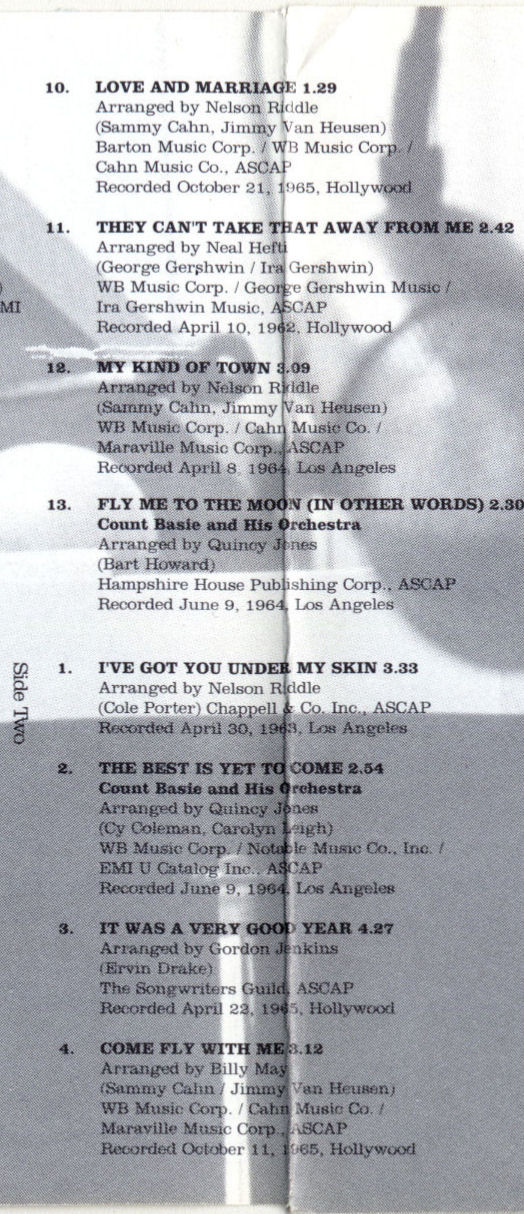 10. LOVE AND MARRIAGE 1.29
Arranged by Nelson Riddle
(Sammy Cahn, Jimmy Van Heusen)
Barton Music Corp. / WB Music Corp. /
Cahn Music Co., ASCAP
Recorded October 21, 1965, Hollywood
11. THEY CAN'T TAKE THAT AWAY FROM ME 2.42
Arranged by Neal Hefti
(George Gershwin / Ira Gershwin)
)
WB Music Corp. / George Gershwin Music /
MI
Ira Gershwin Music, ASCAP
Recorded April 10, 1962, Hollywood
12. MY KIND OF TOWN 3.09
Arranged by Nelson Riddle
(Sammy Cahn, Jimmy Van Heusen)
WB Music Corp. / Cahn Music Co. /
Maraville Music Corp., ASCAP
Recorded April 8, 1964, Los Angeles
13. FLY ME TO THE MOON (IN OTHER WORDS) 2.30
Count Basie and His Orchestra
Arranged by Quincy Jones
(Bart Howard)
Hampshire House Publishing Corp., ASCAP
Recorded June 9, 1964, Los Angeles
Side Two
1. I'VE GOT YOU UNDER MY SKIN 3.33
Arranged by Nelson Riddle
(Cole Porter) Chappell & Co. Inc., ASCAP
Recorded April 30, 1963, Los Angeles
2. THE BEST IS YET TO COME 2.54
Count Basie and His Orchestra
Arranged by Quincy Jones
(Cy Coleman, Carolyn Leigh)
WB Music Corp. / Notable Music Co., Inc. /
EMI U Catalog Inc., ASCAP
Recorded June 9, 1964, Los Angeles
3. IT WAS A VERY GOOD YEAR 4.27
Arranged by Gordon Jenkins
(Ervin Drake)
The Songwriters Guild, ASCAP
Recorded April 22, 1965, Hollywood
4. COME FLY WITH ME 3.12
Arranged by Billy May
(Sammy Cahn / Jimmy Van Heusen)
WB Music Corp. / Cahn Music Co. /
Maraville Music Corp., ASCAP
Recorded October 11, 1965, Hollywood